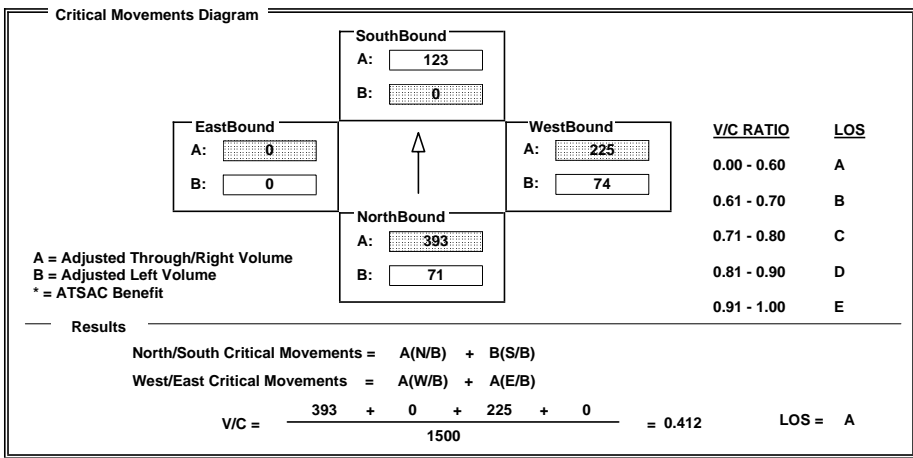 Critical Movements Diagram
SouthBound
A: 123
B: 0
EastBound
A: 0
B: 0
WestBound
A: 225
B: 74
NorthBound
A: 393
B: 71
V/C RATIO LOS
0.00 - 0.60 A
0.61 - 0.70 B
0.71 - 0.80 C
0.81 - 0.90 D
0.91 - 1.00 E
A = Adjusted Through/Right Volume
B = Adjusted Left Volume
* = ATSAC Benefit
Results
North/South Critical Movements = A(N/B) + B(S/B)
West/East Critical Movements = A(W/B) + A(E/B)
393 + 0 + 225 + 0
V/C = = 0.412 LOS = A
1500